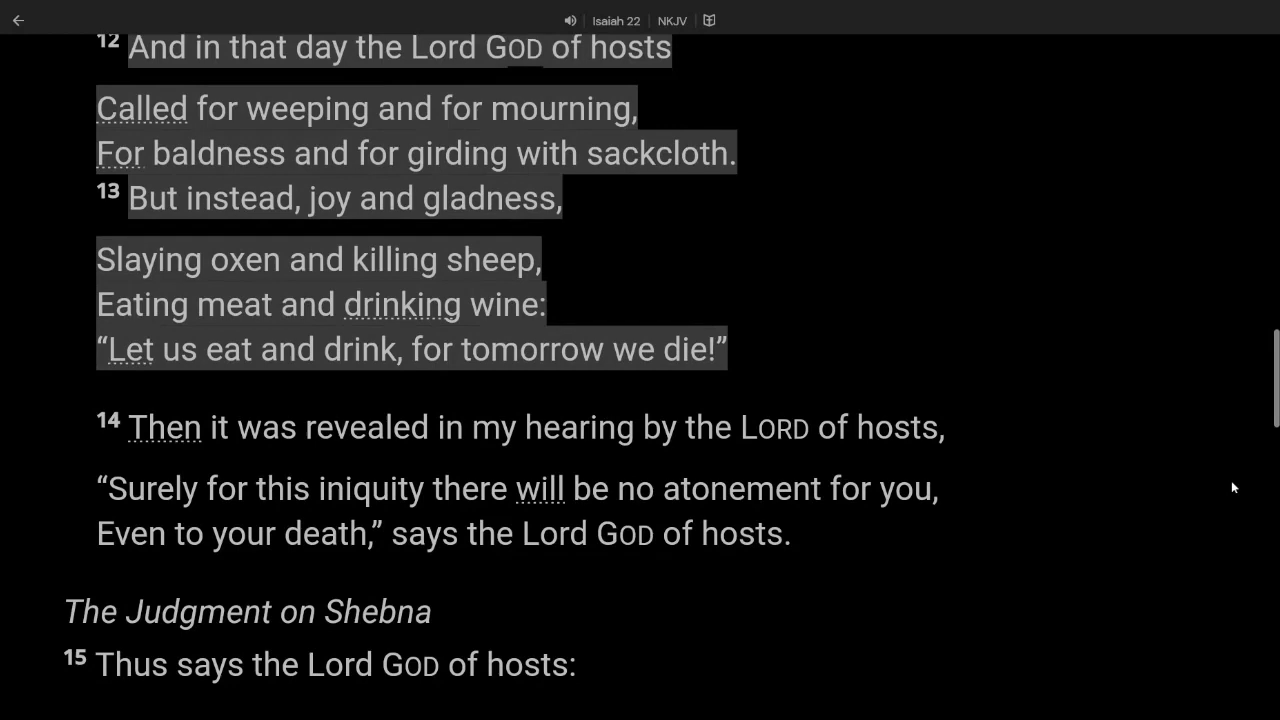 Isaiah 22 NKJV
12 And in that day the Lord GOD of hosts
Called for weeping and for mourning,
For baldness and for girding with sackcloth.
13 But instead, joy and gladness,
Slaying oxen and killing sheep,
Eating meat and drinking wine:
“Let us eat and drink, for tomorrow we die!”
14 Then it was revealed in my hearing by the LORD of hosts,
“Surely for this iniquity there will be no atonement for you,
Even to your death,” says the Lord GOD of hosts.
The Judgment on Shebna
15 Thus says the Lord GOD of hosts: